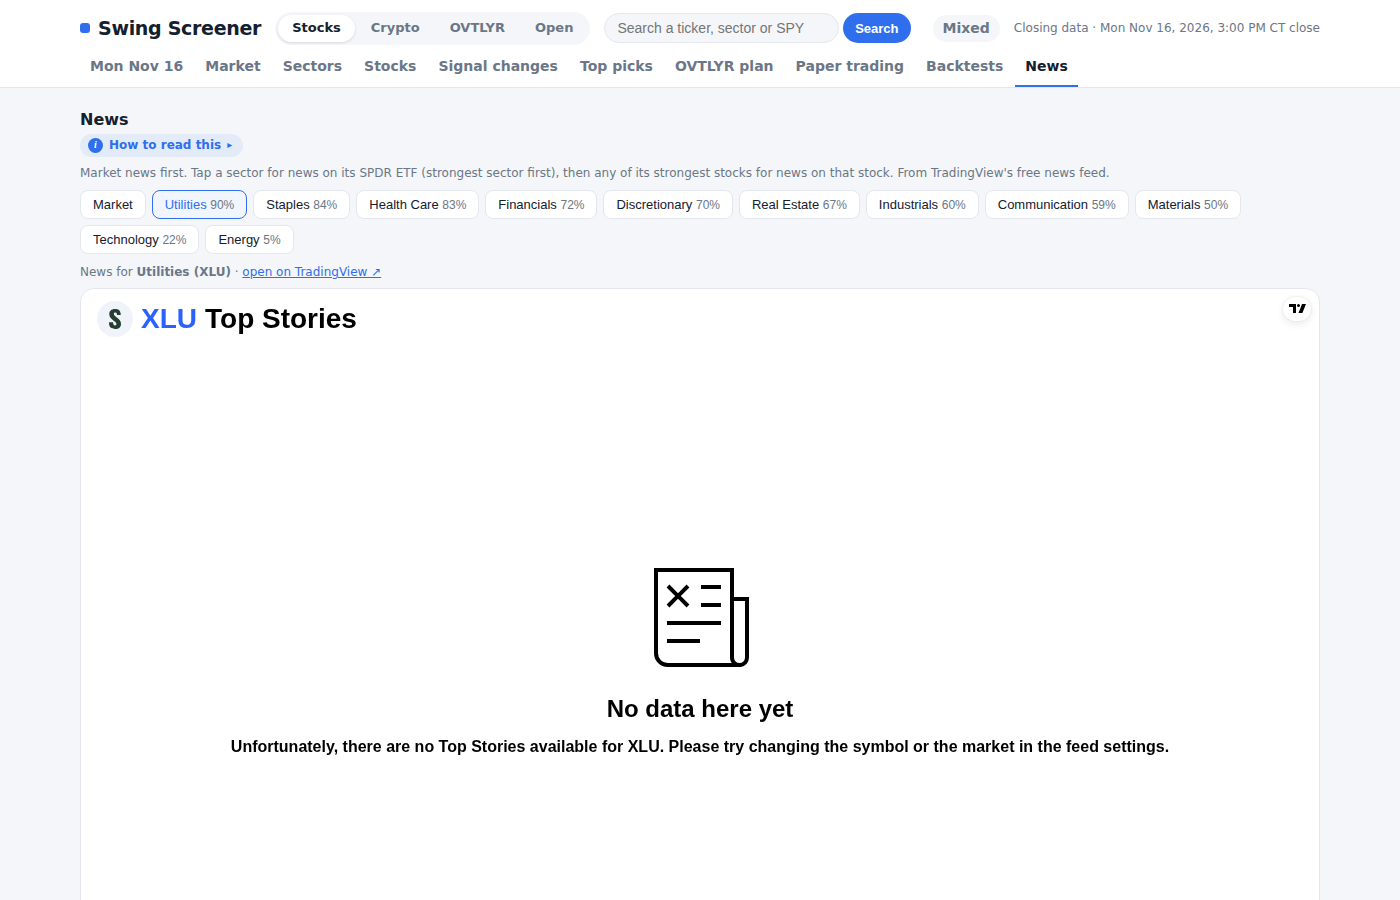 Swing Screener
Stocks Crypto OVTLYR Open
Search a ticker, sector or SPY
Search
Mixed
Closing data · Mon Nov 16, 2026, 3:00 PM CT close
Mon Nov 16 Market Sectors Stocks Signal changes Top picks OVTLYR plan Paper trading Backtests News
News
i How to read this ▸
Market news first. Tap a sector for news on its SPDR ETF (strongest sector first), then any of its strongest stocks for news on that stock. From TradingView's free news feed.
Market Utilities 90% Staples 84% Health Care 83% Financials 72% Discretionary 70% Real Estate 67% Industrials 60% Communication 59% Materials 50%
Technology 22% Energy 5%
News for Utilities (XLU) · open on TradingView ↗
S XLU Top Stories
No data here yet
Unfortunately, there are no Top Stories available for XLU. Please try changing the symbol or the market in the feed settings.